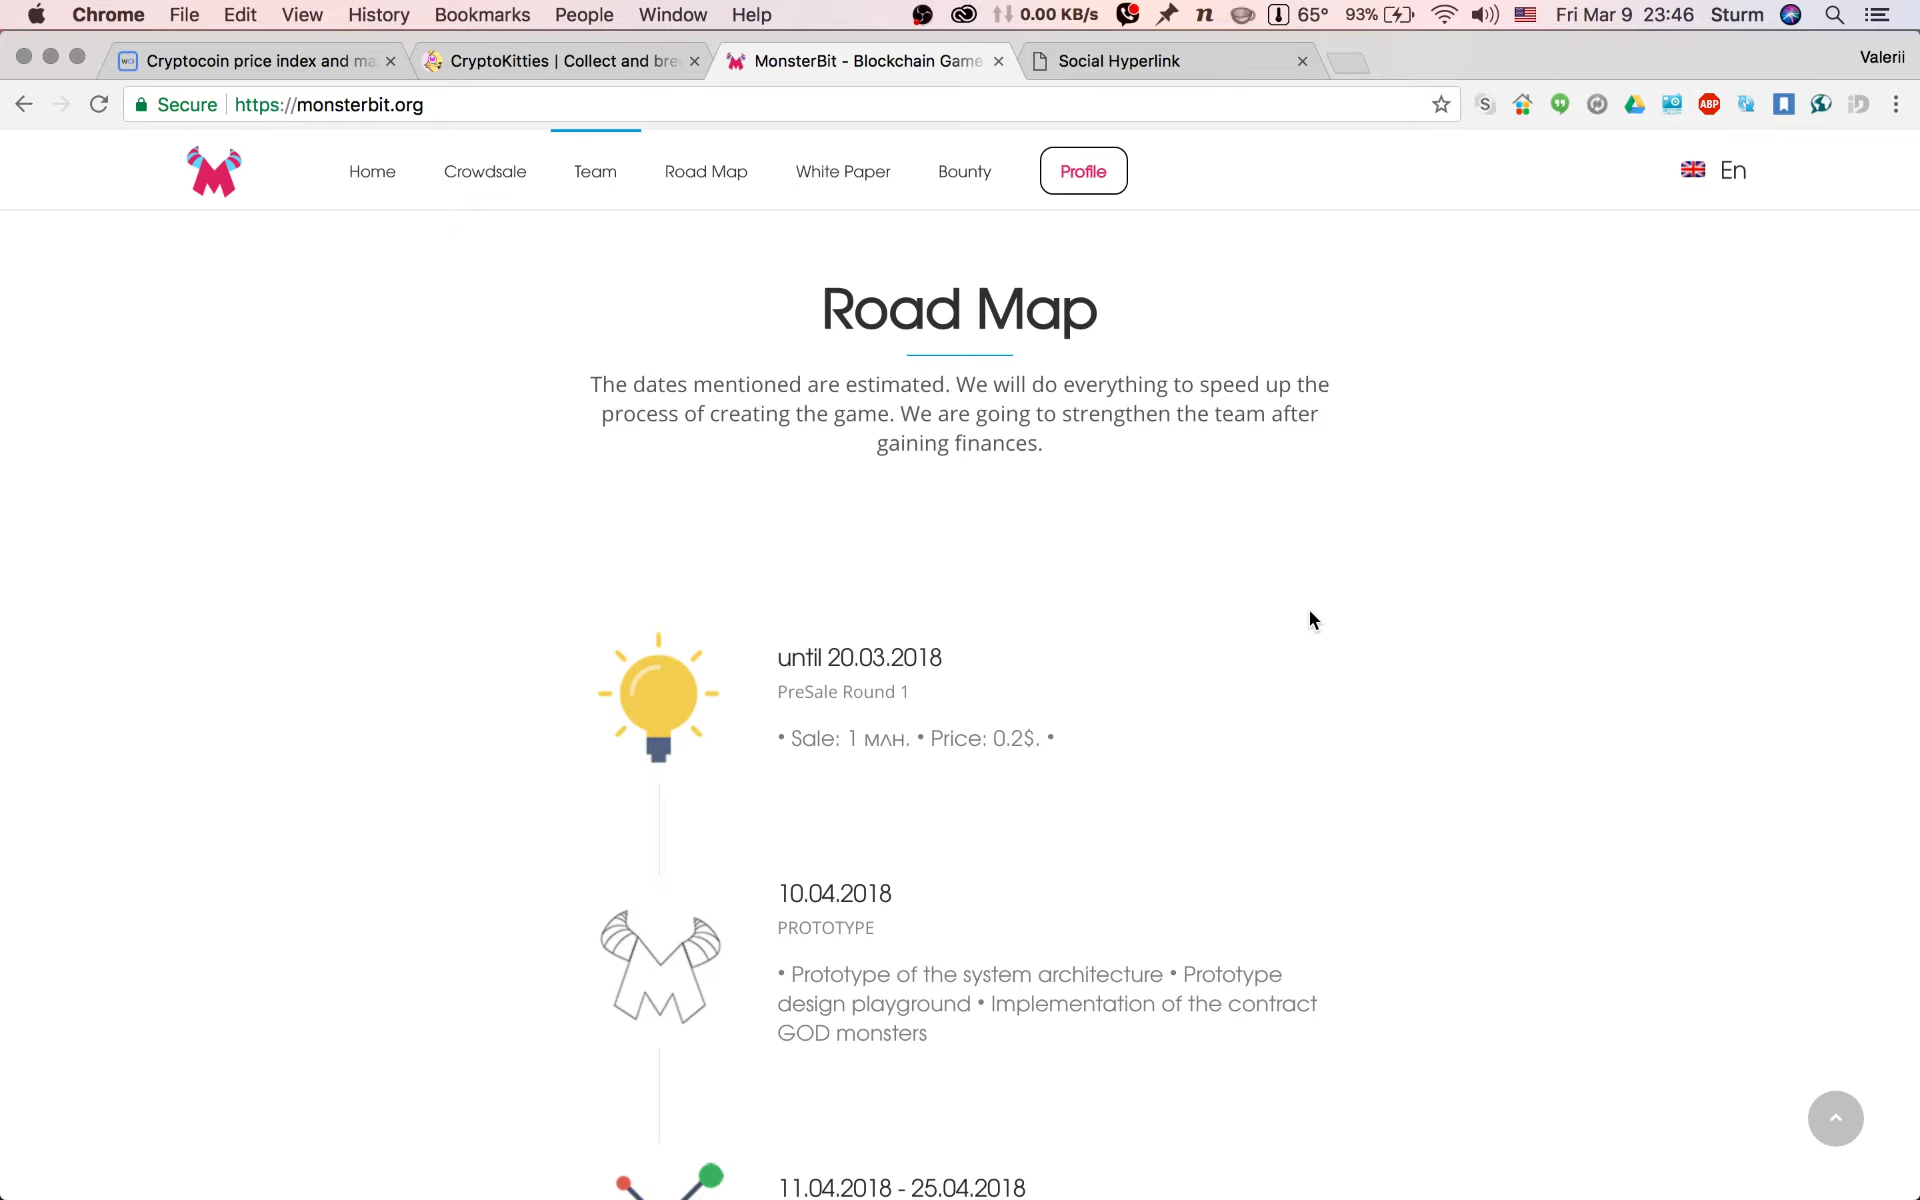 Chrome File Edit View History Bookmarks People Window Help 0.00 KB/s 65° 93% Fri Mar 9 23:46 Sturm
Cryptocoin price index and ma CryptoKitties | Collect and bre MonsterBit - Blockchain Game Social Hyperlink Valerii
Secure https://monsterbit.org ABP
Home Crowdsale Team Road Map White Paper Bounty Profile En
Road Map
The dates mentioned are estimated. We will do everything to speed up the
process of creating the game. We are going to strengthen the team after
gaining finances.
until 20.03.2018
PreSale Round 1
• Sale: 1 млн. • Price: 0.2$. •
10.04.2018
PROTOTYPE
• Prototype of the system architecture • Prototype
design playground • Implementation of the contract
GOD monsters
11.04.2018 - 25.04.2018